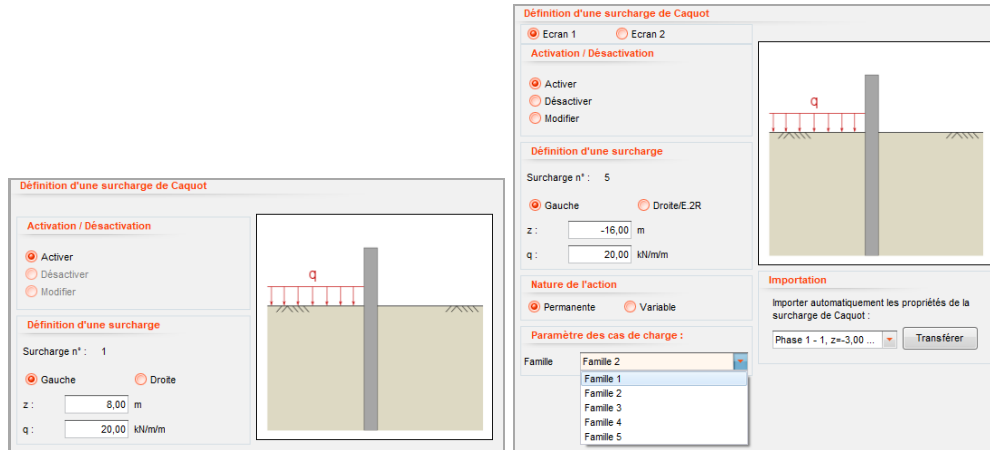 Définition d'une surcharge de Caquot
Activation / Désactivation
Activer
Désactiver
Modifier
Définition d'une surcharge
Surcharge n° : 1
Gauche Droite
z : 8,00 m
q : 20,00 kN/m/m
q
Définition d'une surcharge de Caquot
Ecran 1 Ecran 2
Activation / Désactivation
Activer
Désactiver
Modifier
Définition d'une surcharge
Surcharge n° : 5
Gauche Droite/E.2R
z : -16,00 m
q : 20,00 kN/m/m
Nature de l'action
Permanente Variable
Paramètre des cas de charge :
Famille Famille 2
Famille 1
Famille 2
Famille 3
Famille 4
Famille 5
q
Importation
Importer automatiquement les propriétés de la
surcharge de Caquot :
Phase 1 - 1, z=-3,00 ... Transférer